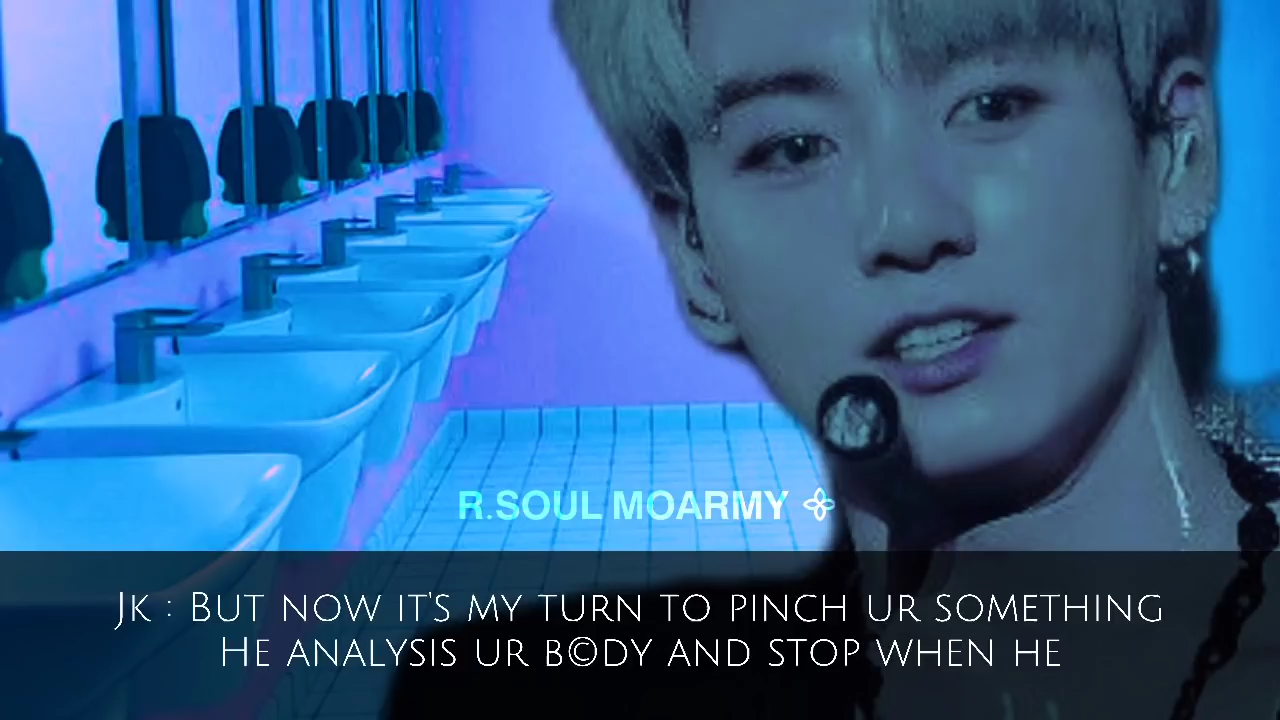 R.SOUL MOARMY
Jk : But now it's my turn to pinch ur something
He analysis ur b©dy and stop when he